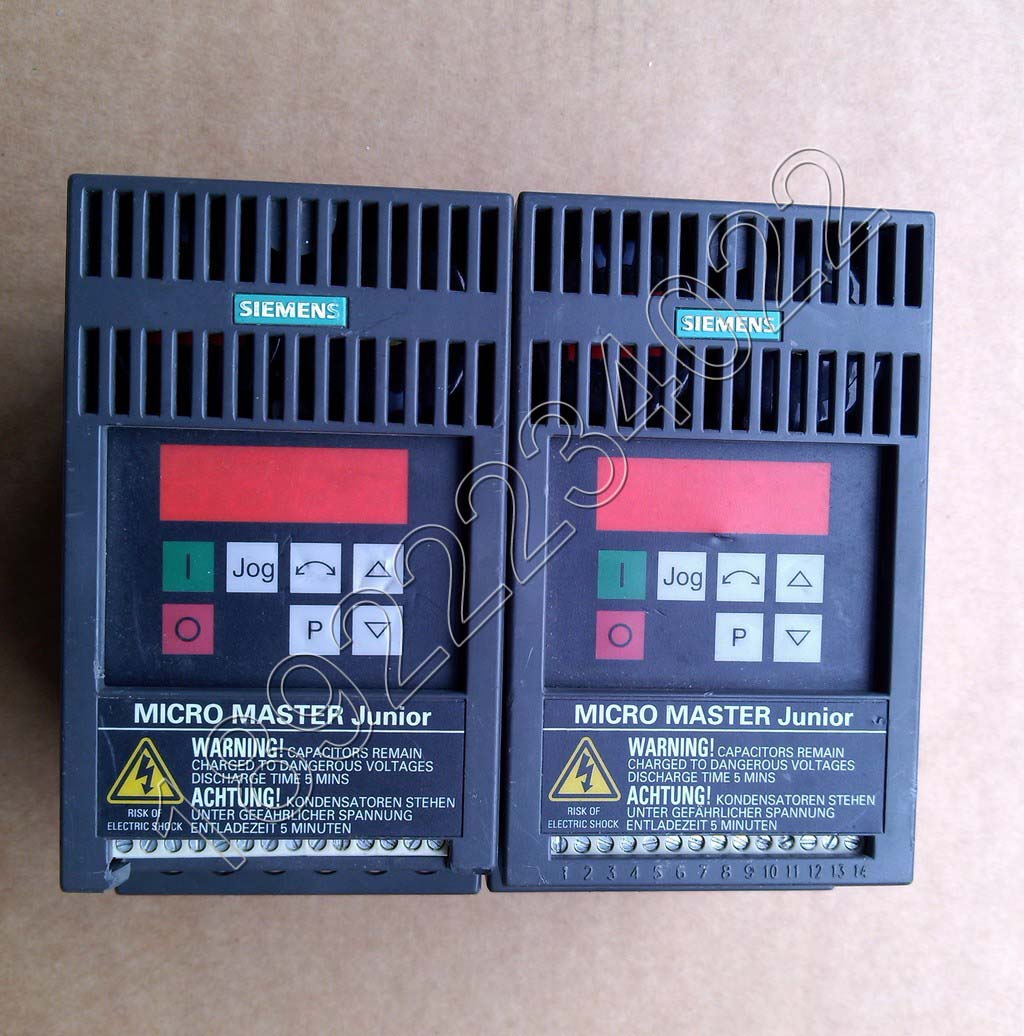 SIEMENS
I
Jog
O
P
MICRO MASTER Junior
WARNING! CAPACITORS REMAIN
CHARGED TO DANGEROUS VOLTAGES
DISCHARGE TIME 5 MINS
ACHTUNG! KONDENSATOREN STEHEN
UNTER GEFÄHRLICHER SPANNUNG
ENTLADEZEIT 5 MINUTEN
RISK OF
ELECTRIC SHOCK
SIEMENS
I
Jog
O
P
MICRO MASTER Junior
WARNING! CAPACITORS REMAIN
CHARGED TO DANGEROUS VOLTAGES
DISCHARGE TIME 5 MINS
ACHTUNG! KONDENSATOREN STEHEN
UNTER GEFÄHRLICHER SPANNUNG
ENTLADEZEIT 5 MINUTEN
RISK OF
ELECTRIC SHOCK
1 2 3 4 5 6 7 8 9 10 11 12 13 14
18922234022